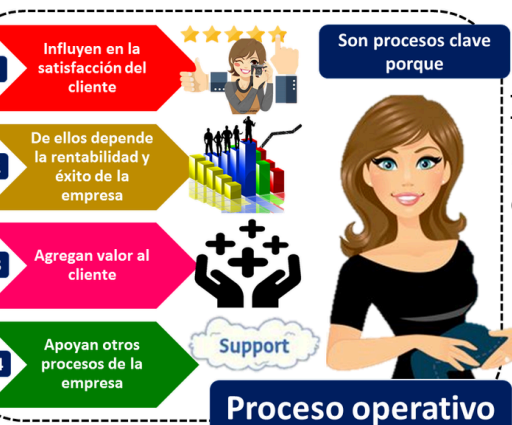 Son procesos clave
porque
Influyen en la
satisfacción del
cliente
De ellos depende
la rentabilidad y
éxito de la
empresa
Agregan valor al
cliente
Apoyan otros
procesos de la
empresa
Support
Proceso operativo